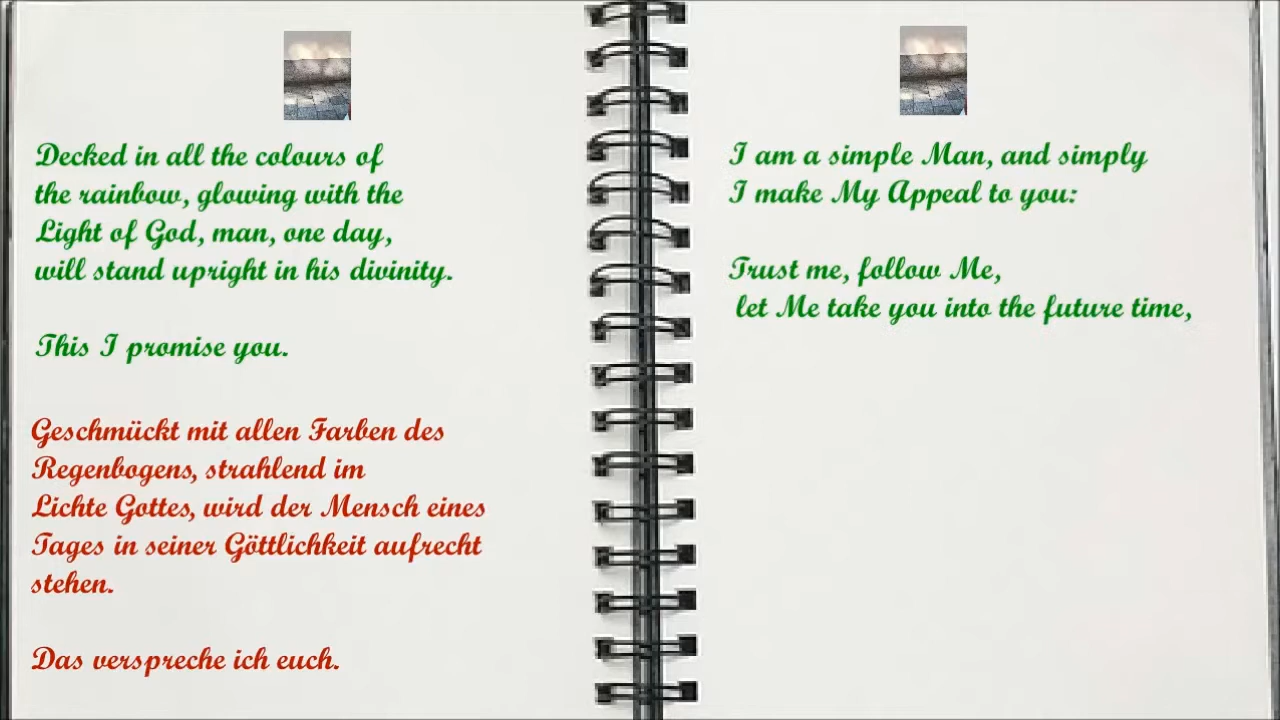 Decked in all the colours of
the rainbow, glowing with the
Light of God, man, one day,
will stand upright in his divinity.
This I promise you.
Geschmückt mit allen Farben des
Regenbogens, strahlend im
Lichte Gottes, wird der Mensch eines
Tages in seiner Göttlichkeit aufrecht
stehen.
Das verspreche ich euch.
I am a simple Man, and simply
I make My Appeal to you:
Trust me, follow Me,
let Me take you into the future time,